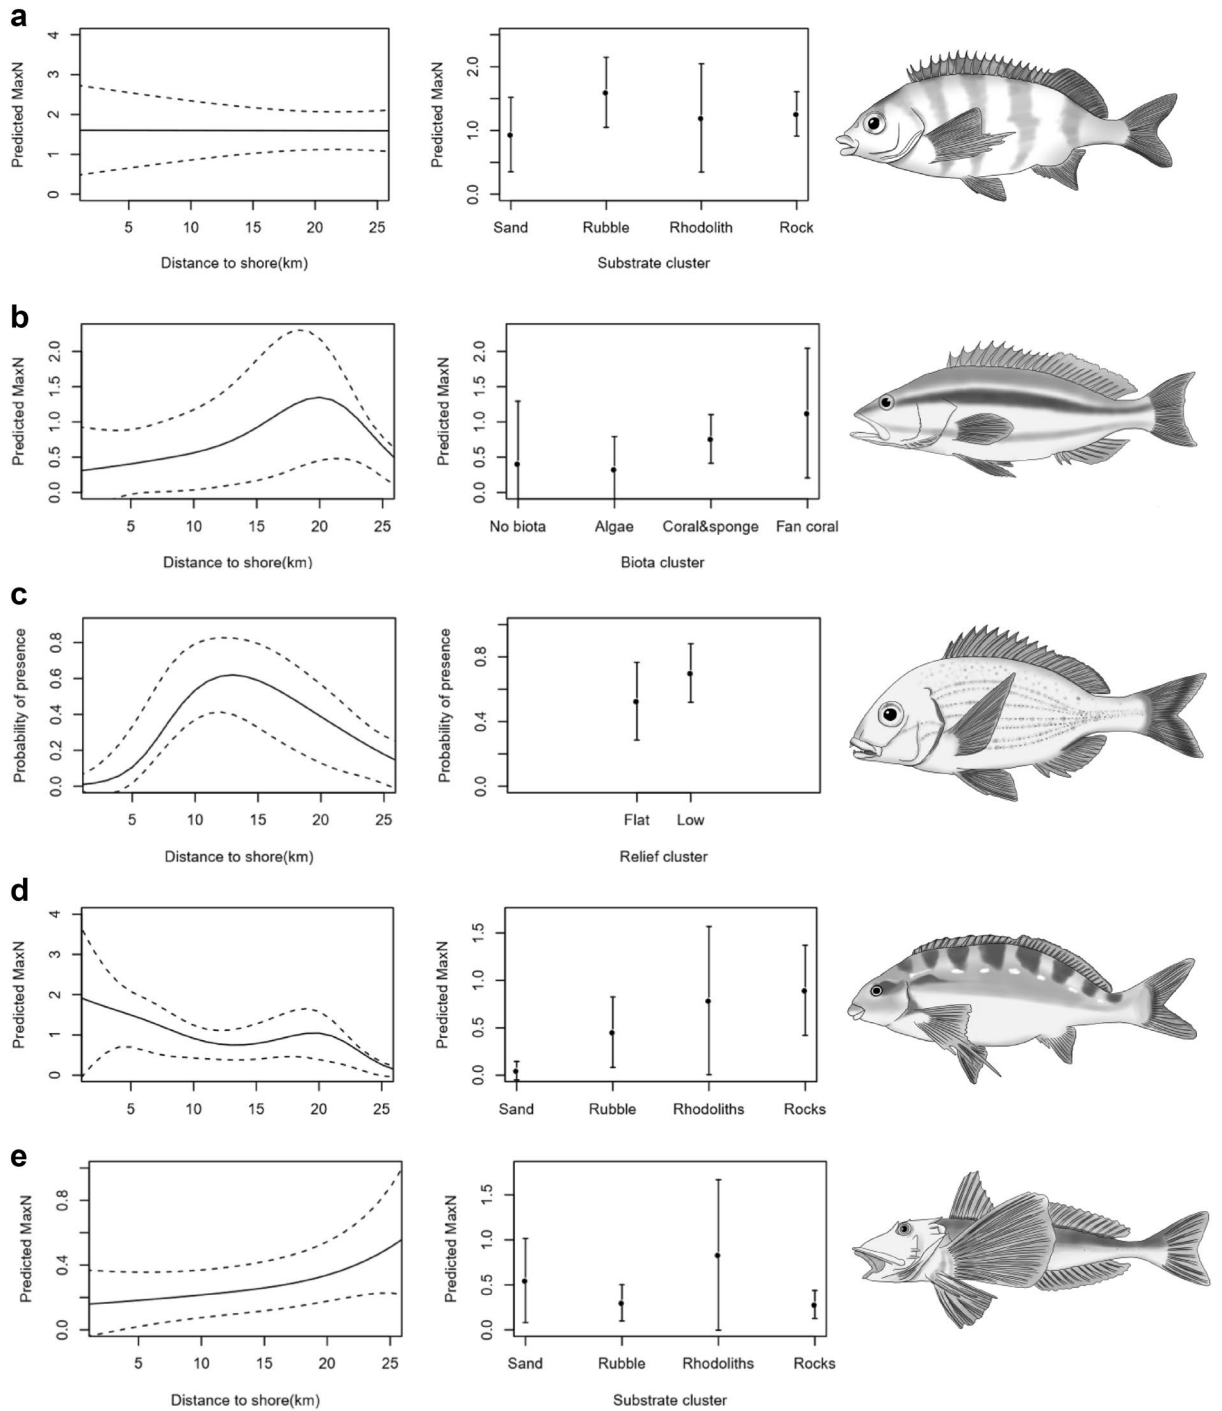 a
Predicted MaxN
0 1 2 3 4
5 10 15 20 25
Distance to shore(km)
Predicted MaxN
0.0 1.0 2.0
Sand Rubble Rhodolith Rock
Substrate cluster
b
Predicted MaxN
0.0 0.5 1.0 1.5 2.0
5 10 15 20 25
Distance to shore(km)
Predicted MaxN
0.0 0.5 1.0 1.5 2.0
No biota Algae Coral&sponge Fan coral
Biota cluster
c
Probability of presence
0.0 0.2 0.4 0.6 0.8
5 10 15 20 25
Distance to shore(km)
Probability of presence
0.0 0.4 0.8
Flat Low
Relief cluster
d
Predicted MaxN
0 1 2 3 4
5 10 15 20 25
Predicted MaxN
0.0 0.5 1.0 1.5
Sand Rubble Rhodoliths Rocks
e
Predicted MaxN
0.0 0.4 0.8
5 10 15 20 25
Distance to shore(km)
Predicted MaxN
0.0 0.5 1.0 1.5
Sand Rubble Rhodoliths Rocks
Substrate cluster